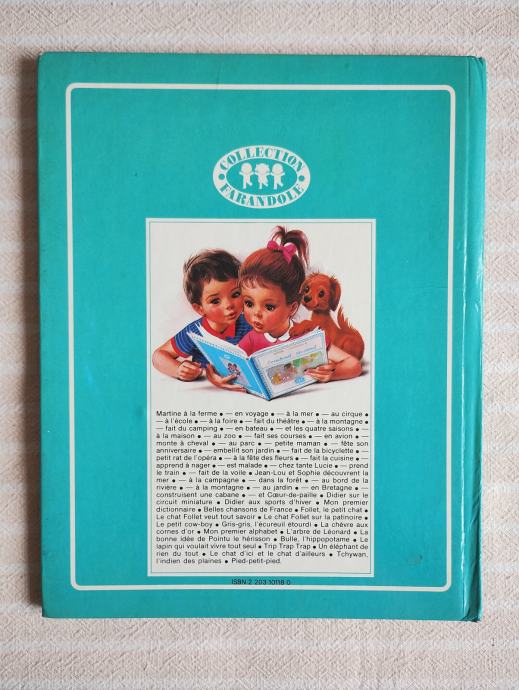 • COLLECTION •
FARANDOLE
Martine à la ferme • — en voyage • — à la mer • — au cirque •
— à l'école • — à la foire • — fait du théâtre • — à la montagne •
— fait du camping • — en bateau • — et les quatre saisons • —
à la maison • — au zoo • — fait ses courses • — en avion • —
monte à cheval • — au parc • — petite maman • — fête son
anniversaire • — embellit son jardin • — fait de la bicyclette • —
petit rat de l'opéra • — à la fête des fleurs • — fait la cuisine • —
apprend à nager • — est malade • — chez tante Lucie • — prend
le train • — fait de la voile • Jean-Lou et Sophie découvrent la
mer • — à la campagne • — dans la forêt • — au bord de la
rivière • — à la montagne • — au jardin • — en Bretagne • —
construisent une cabane • — et Cœur-de-paille • Didier sur le
circuit miniature • Didier aux sports d'hiver • Mon premier
dictionnaire • Belles chansons de France • Follet, le petit chat •
Le chat Follet veut tout savoir • Le chat Follet sur la patinoire •
Le petit cow-boy • Gris-gris, l'écureuil étourdi • La chèvre aux
cornes d'or • Mon premier alphabet • L'arbre de Léonard • La
bonne idée de Pointu le hérisson • Bulle, l'hippopotame • Le
lapin qui voulait vivre tout seul • Trip Trap Trap • Un éléphant de
rien du tout • Le chat d'ici et le chat d'ailleurs • Tchywan,
l'indien des plaines • Pied-petit-pied.
ISBN 2 203 10118 0